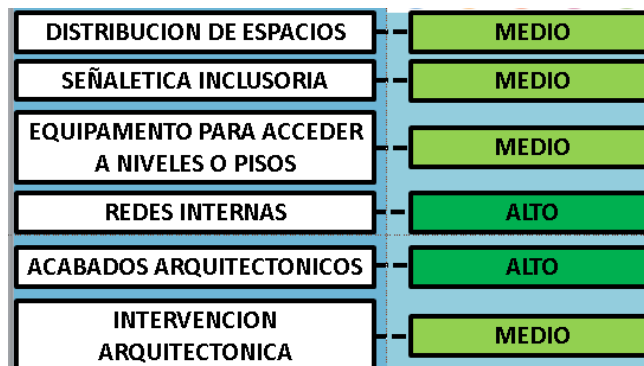 DISTRIBUCION DE ESPACIOS
MEDIO
SEÑALETICA INCLUSORIA
MEDIO
EQUIPAMENTO PARA ACCEDER
A NIVELES O PISOS
MEDIO
REDES INTERNAS
ALTO
ACABADOS ARQUITECTONICOS
ALTO
INTERVENCION
ARQUITECTONICA
MEDIO